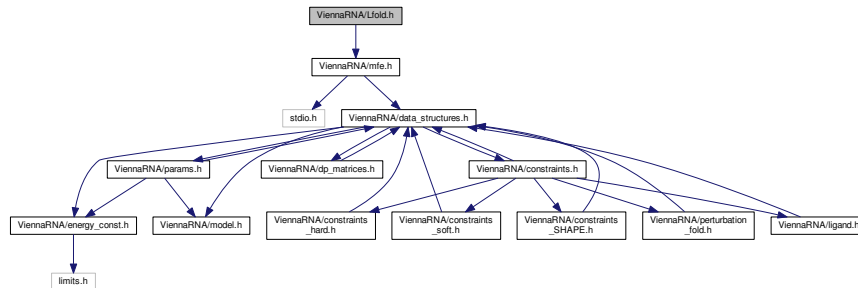 ViennaRNA/Lfold.h
ViennaRNA/mfe.h
stdio.h
ViennaRNA/data_structures.h
ViennaRNA/params.h
ViennaRNA/dp_matrices.h
ViennaRNA/constraints.h
ViennaRNA/energy_const.h
ViennaRNA/model.h
ViennaRNA/constraints
_hard.h
ViennaRNA/constraints
_soft.h
ViennaRNA/constraints
_SHAPE.h
ViennaRNA/perturbation
_fold.h
ViennaRNA/ligand.h
limits.h